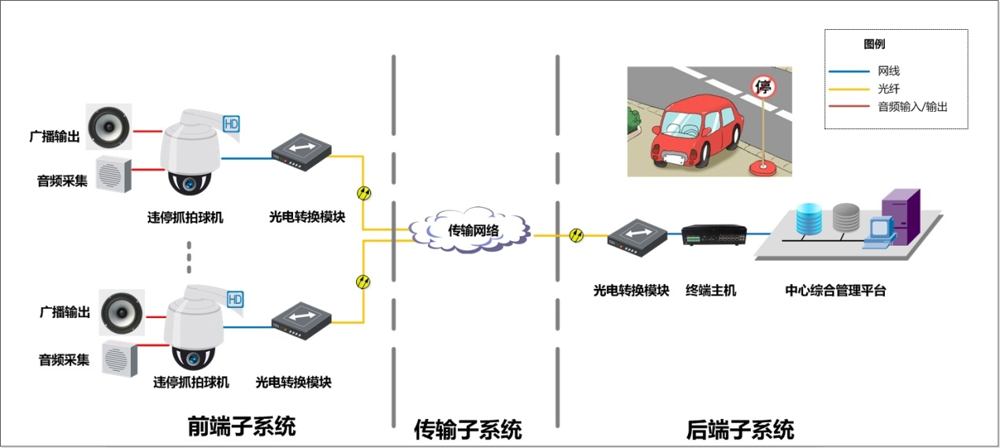 图例
网线
光纤
音频输入/输出
停
HD
广播输出
音频采集
违停抓拍球机
光电转换模块
传输网络
HD
广播输出
音频采集
违停抓拍球机
光电转换模块
光电转换模块
终端主机
中心综合管理平台
前端子系统
传输子系统
后端子系统